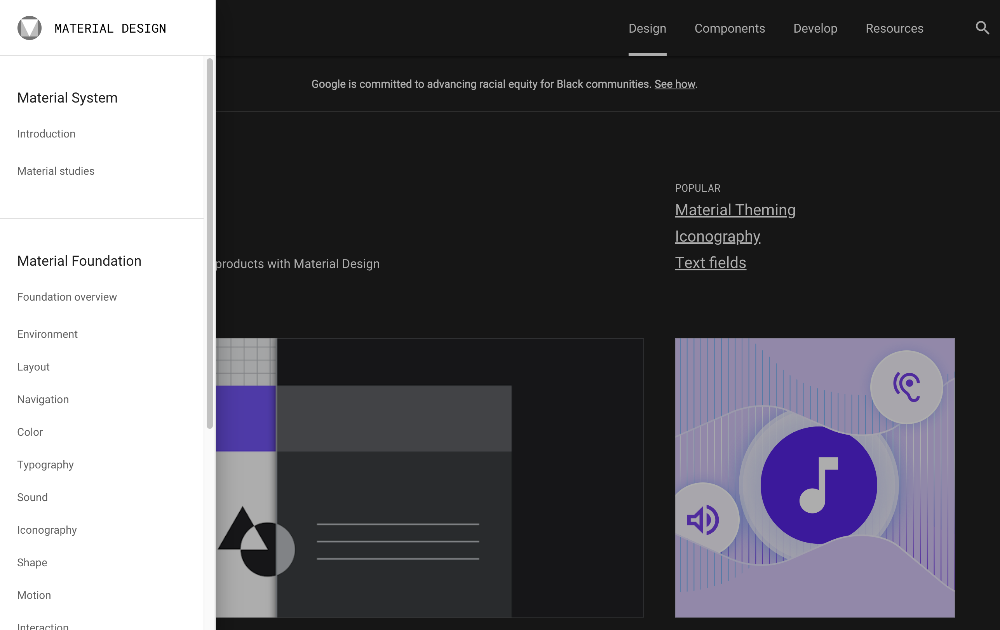 MATERIAL DESIGN
Design
Components
Develop
Resources
Google is committed to advancing racial equity for Black communities. See how.
Material System
Introduction
Material studies
Material Foundation
Foundation overview
Environment
Layout
Navigation
Color
Typography
Sound
Iconography
Shape
Motion
Interaction
products with Material Design
POPULAR
Material Theming
Iconography
Text fields